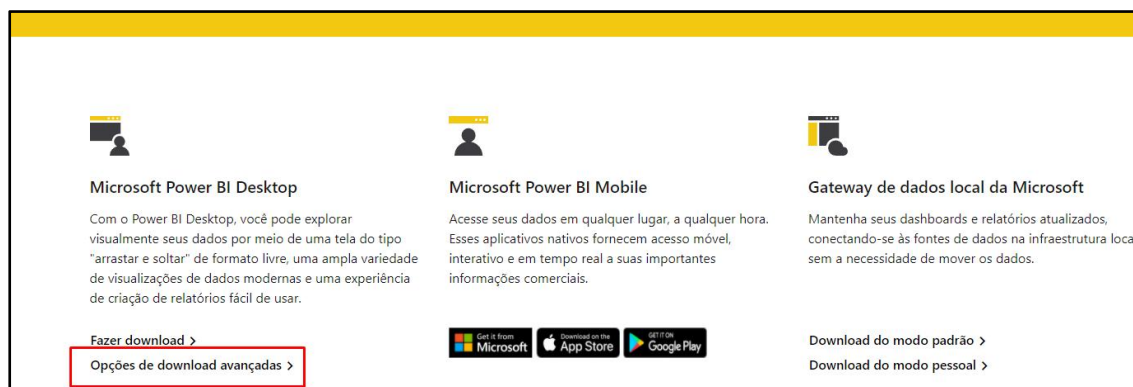 Microsoft Power BI Desktop
Com o Power BI Desktop, você pode explorar
visualmente seus dados por meio de uma tela do tipo
"arrastar e soltar" de formato livre, uma ampla variedade
de visualizações de dados modernas e uma experiência
de criação de relatórios fácil de usar.
Fazer download >
Opções de download avançadas >
Microsoft Power BI Mobile
Acesse seus dados em qualquer lugar, a qualquer hora.
Esses aplicativos nativos fornecem acesso móvel,
interativo e em tempo real a suas importantes
informações comerciais.
Get it from
Microsoft
Download on the
App Store
GET IT ON
Google Play
Gateway de dados local da Microsoft
Mantenha seus dashboards e relatórios atualizados,
conectando-se às fontes de dados na infraestrutura loca
sem a necessidade de mover os dados.
Download do modo padrão >
Download do modo pessoal >